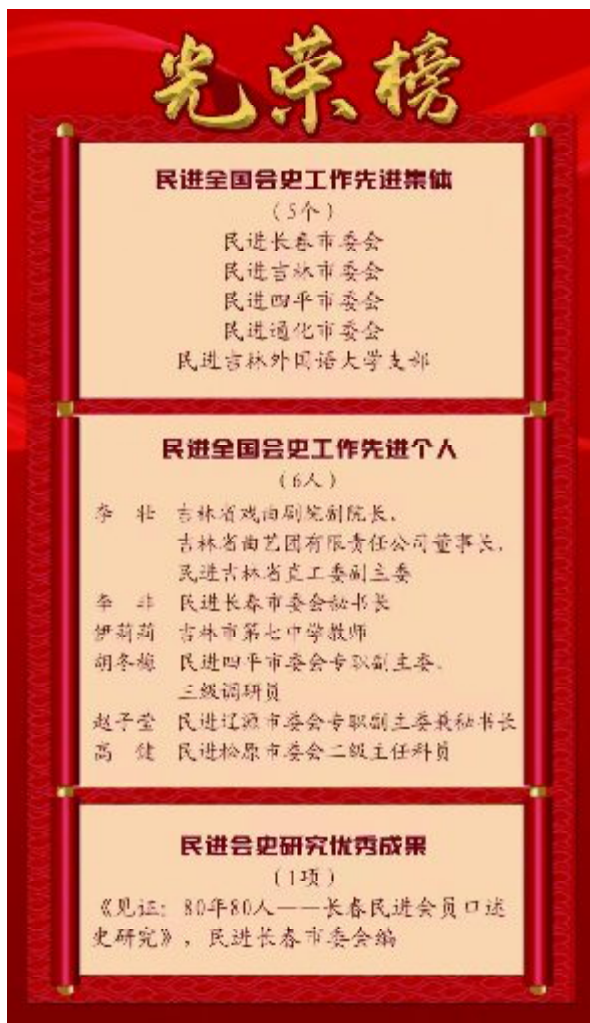 光荣榜
民进全国会史工作先进集体
（5个）
民进长春市委会
民进吉林市委会
民进四平市委会
民进通化市委会
民进吉林外国语大学支部
民进全国会史工作先进个人
（6人）
李 壮 吉林省戏曲剧院副院长、
吉林省曲艺团有限责任公司董事长、
民进吉林省直工委副主委
李 非 民进长春市委会秘书长
伊莉莉 吉林市第七中学教师
胡冬梅 民进四平市委会专职副主委、
三级调研员
赵子莹 民进辽源市委会专职副主委兼秘书长
高 健 民进松原市委会二级主任科员
民进会史研究优秀成果
（1项）
《见证：80年80人——长春民进会员口述
史研究》，民进长春市委会编